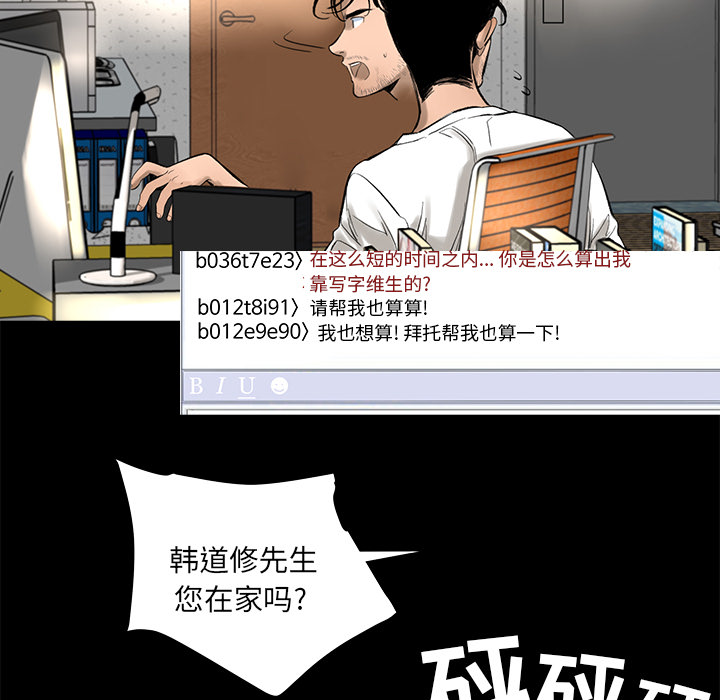 b036t7e23〉在这么短的时间之内... 你是怎么算出我
靠写字维生的?
b012t8i91〉请帮我也算算!
b012e9e90〉我也想算! 拜托帮我也算一下!
B I U
韩道修先生
您在家吗?
砰砰砰